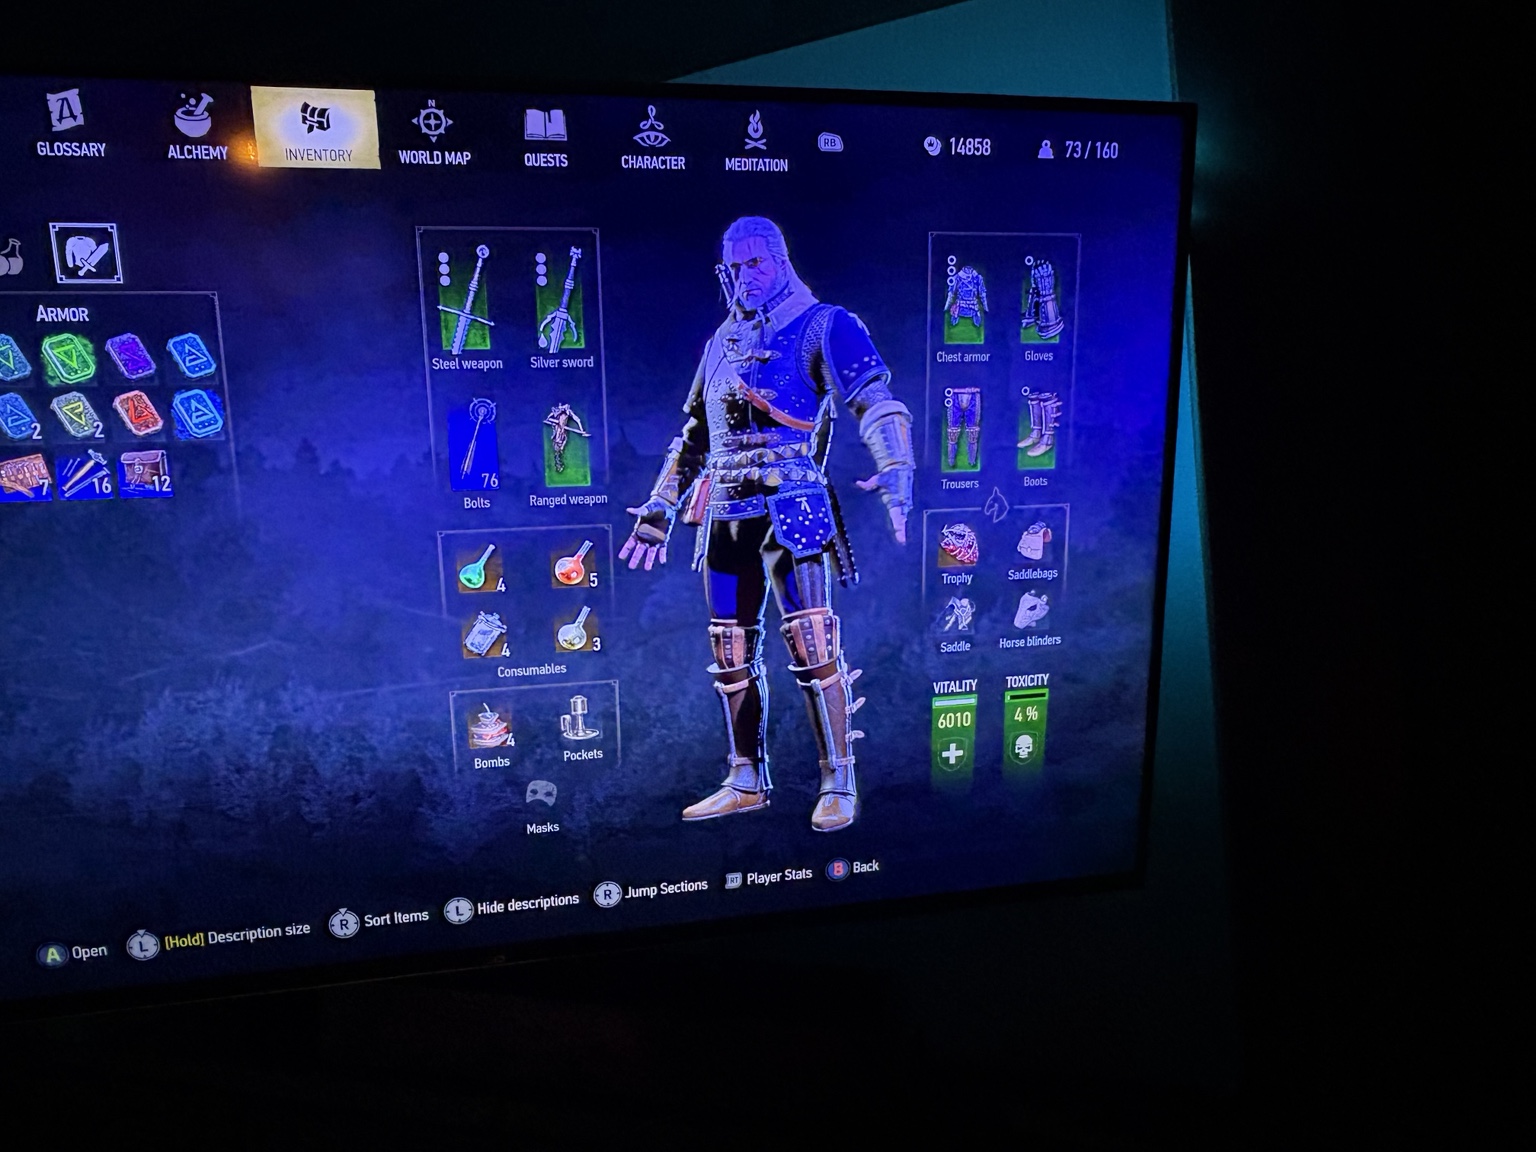 GLOSSARY
ALCHEMY
INVENTORY
N
WORLD MAP
QUESTS
CHARACTER
MEDITATION
RB
14858
73 / 160
ARMOR
2
2
7
16
12
Steel weapon
Silver sword
76
Bolts
Ranged weapon
4
5
4
3
Consumables
4
Bombs
Pockets
Masks
Chest armor
Gloves
Trousers
Boots
Trophy
Saddlebags
Saddle
Horse blinders
VITALITY
TOXICITY
6010
4 %
A Open
L [Hold] Description size
R Sort Items
L Hide descriptions
R Jump Sections
RT Player Stats
B Back